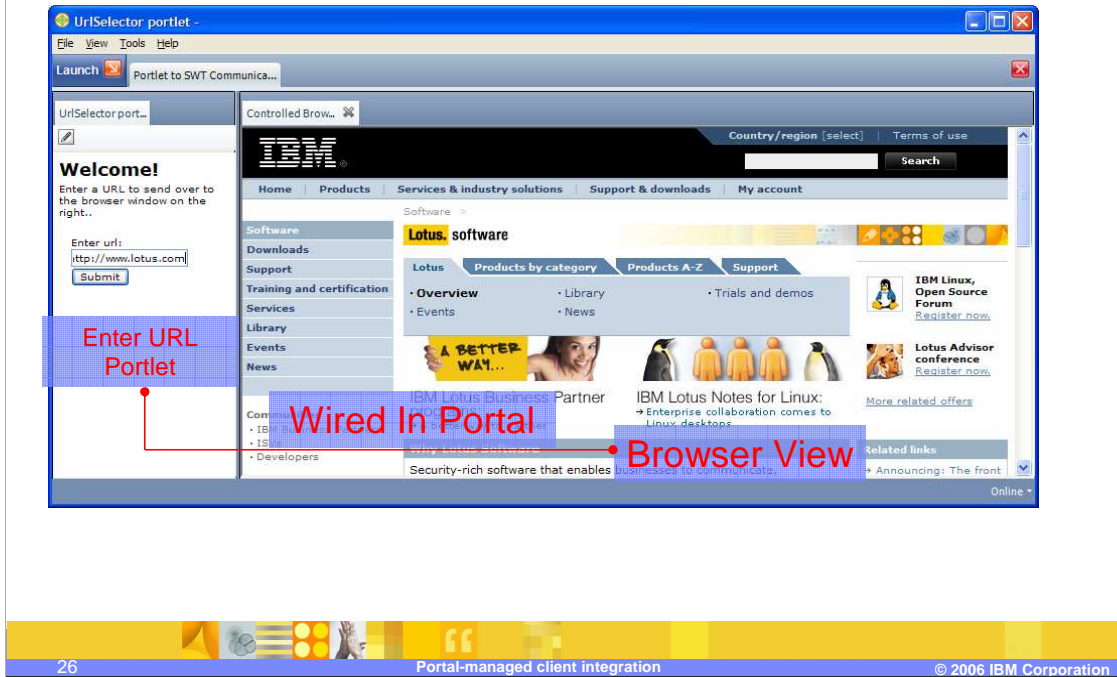 UrlSelector portlet -
File View Tools Help
Launch
Portlet to SWT Communica...
UrlSelector port...
Controlled Brow...
Welcome!
Enter a URL to send over to
the browser window on the
right..
Enter url:
ttp://www.lotus.com
Submit
Enter URL
Portlet
IBM®
Country/region [select] | Terms of use
Search
Home | Products | Services & industry solutions | Support & downloads | My account
Software >
Software
Downloads
Support
Training and certification
Services
Library
Events
News
Lotus. software
Lotus Products by category Products A-Z Support
· Overview · Library · Trials and demos
· Events · News
IBM Linux,
Open Source
Forum
Register now.
A BETTER
WAY...
Lotus Advisor
conference
Register now.
IBM Lotus Business Partner
programs
IBM Lotus Notes for Linux:
→ Enterprise collaboration comes to
Linux desktops
More related offers
· ISVs
· Developers
Wired In Portal
Why Lotus Software
Security-rich software that enables businesses to communicate,
Browser View
Related links
→ Announcing: The front
Online
26
Portal-managed client integration
© 2006 IBM Corporation